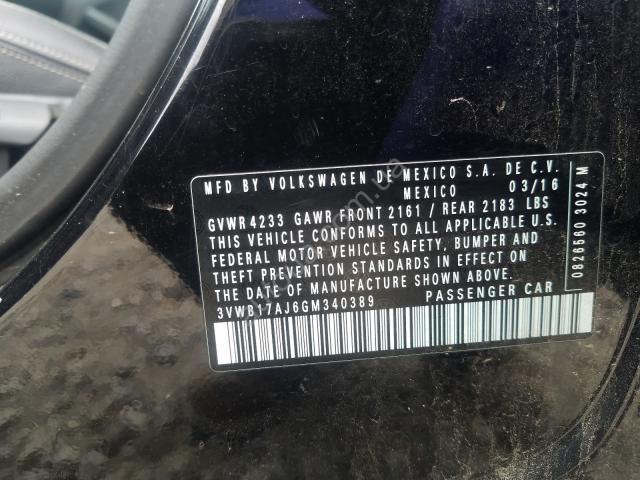 MFD BY VOLKSWAGEN DE MEXICO S.A. DE C.V.
MEXICO 03/16
GVWR 4233 GAWR FRONT 2161 / REAR 2183 LBS
THIS VEHICLE CONFORMS TO ALL APPLICABLE U.S.
FEDERAL MOTOR VEHICLE SAFETY, BUMPER AND
THEFT PREVENTION STANDARDS IN EFFECT ON
THE DATE OF MANUFACTURE SHOWN ABOVE.
3VWB17AJ6GM340389 PASSENGER CAR
0826560 3024 M